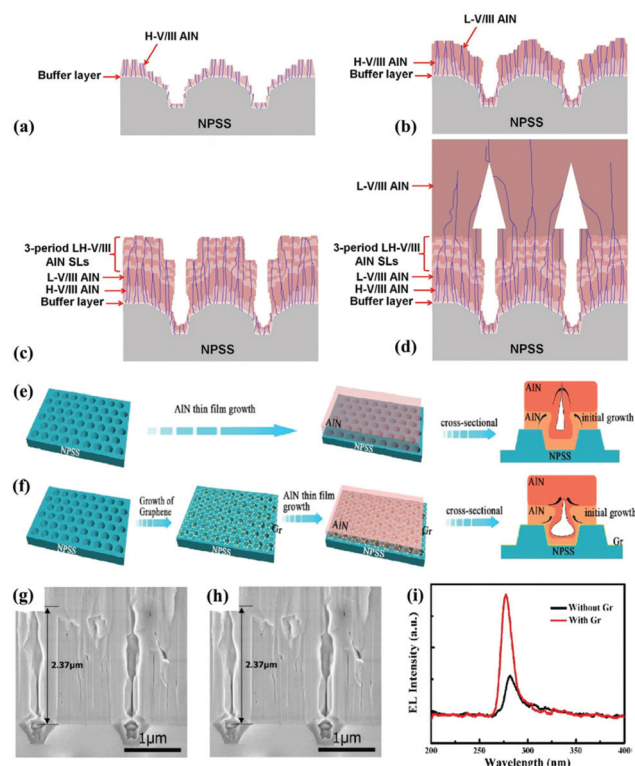 H-V/III AlN
Buffer layer
NPSS
(a)
L-V/III AlN
H-V/III AlN
Buffer layer
NPSS
(b)
3-period LH-V/III
AlN SLs
L-V/III AlN
H-V/III AlN
Buffer layer
NPSS
(c)
L-V/III AlN
3-period LH-V/III
AlN SLs
L-V/III AlN
H-V/III AlN
Buffer layer
NPSS
(d)
(e)
NPSS
AlN thin film growth
AlN
NPSS
cross-sectional
AlN
AlN
initial growth
NPSS
(f)
NPSS
Growth of
Graphene
Gr
NPSS
AlN thin film
growth
AlN
Gr
NPSS
cross-sectional
AlN
AlN
initial growth
NPSS
Gr
(g)
2.37μm
1μm
(h)
2.37μm
1μm
(i)
Without Gr
With Gr
EL Intensity (a.u.)
200 250 300 350 400
Wavelength (nm)